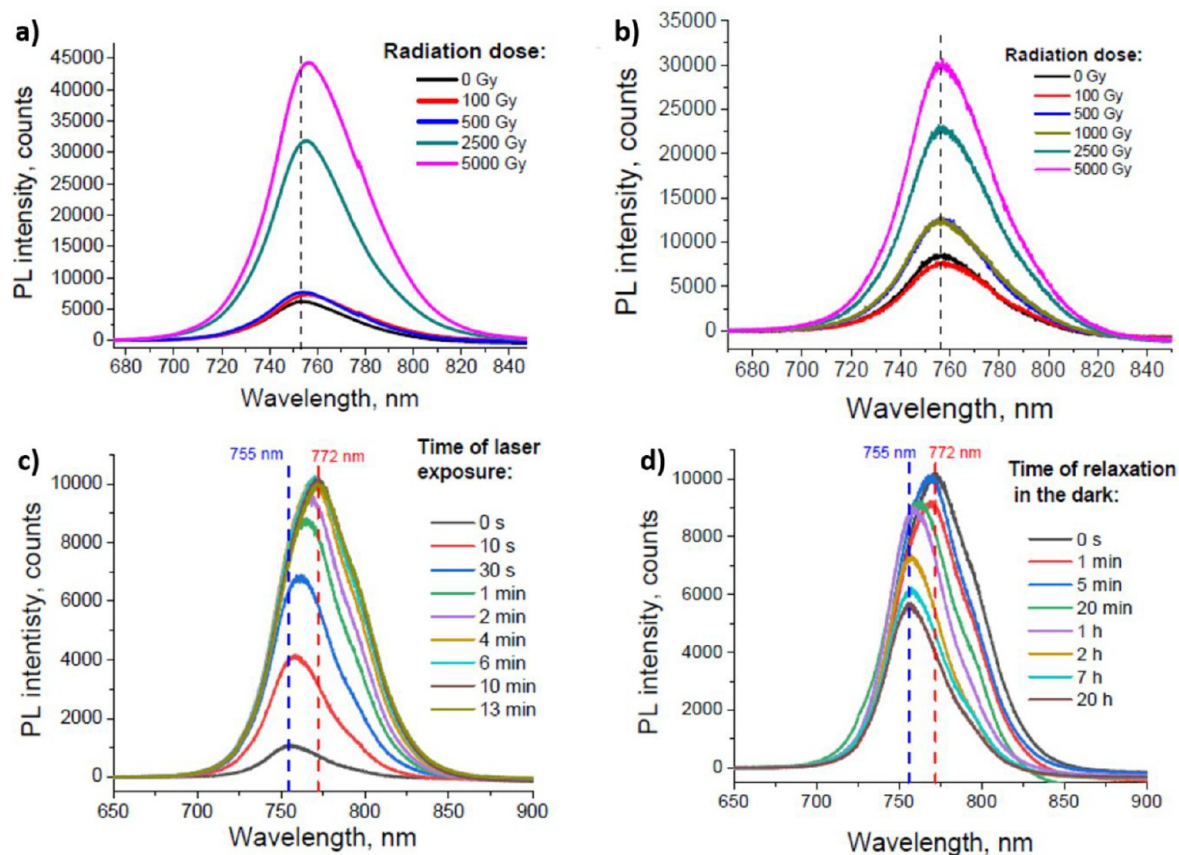 a)
PL intensity, counts
45000
40000
35000
30000
25000
20000
15000
10000
5000
0
Radiation dose:
0 Gy
100 Gy
500 Gy
2500 Gy
5000 Gy
680 700 720 740 760 780 800 820 840
Wavelength, nm
b)
PL intensity, counts
35000
30000
25000
20000
15000
10000
5000
0
Radiation dose:
0 Gy
100 Gy
500 Gy
1000 Gy
2500 Gy
5000 Gy
680 700 720 740 760 780 800 820 840
Wavelength, nm
c)
PL intentisty, counts
10000
8000
6000
4000
2000
0
755 nm 772 nm
Time of laser
exposure:
0 s
10 s
30 s
1 min
2 min
4 min
6 min
10 min
13 min
650 700 750 800 850 900
Wavelength, nm
d)
PL intensity, counts
10000
8000
6000
4000
2000
0
755 nm 772 nm
Time of relaxation
in the dark:
0 s
1 min
5 min
20 min
1 h
2 h
7 h
20 h
650 700 750 800 850 900
Wavelength, nm